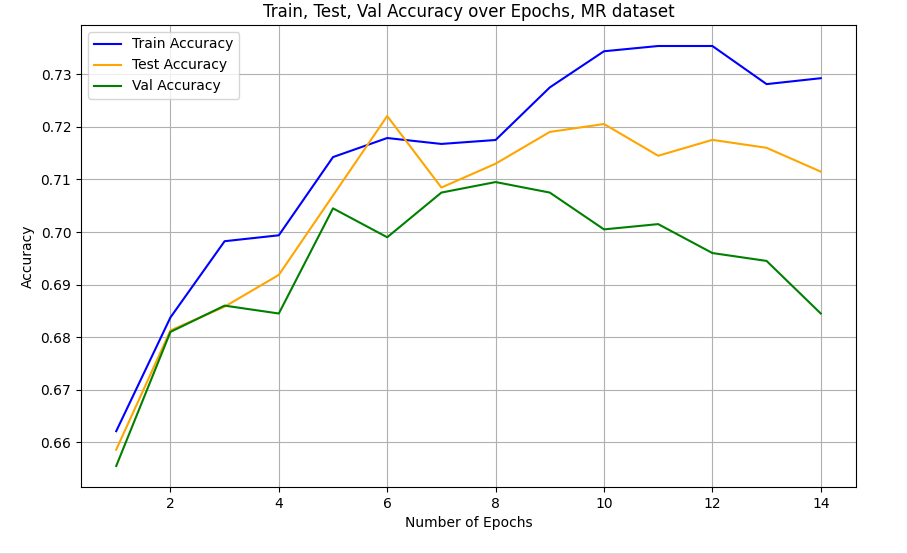 Train, Test, Val Accuracy over Epochs, MR dataset
Train Accuracy
Test Accuracy
Val Accuracy
0.73
0.72
0.71
0.70
0.69
0.68
0.67
0.66
Accuracy
2 4 6 8 10 12 14
Number of Epochs